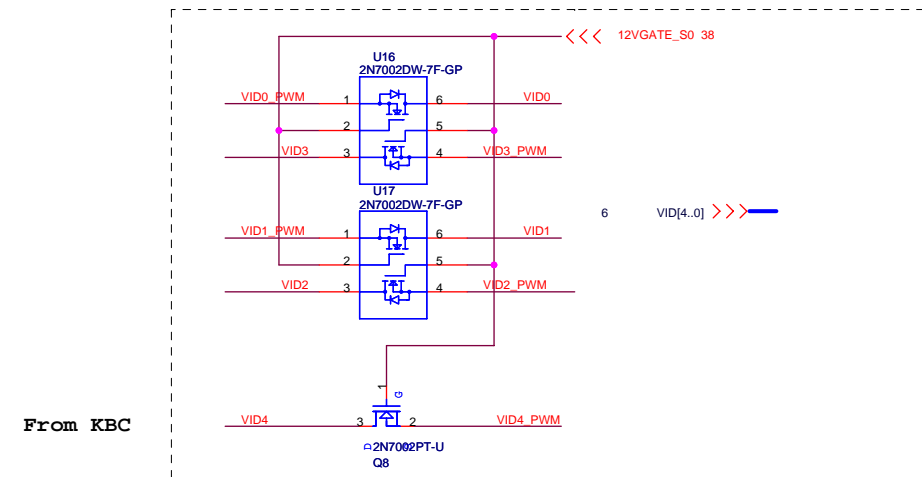 12VGATE_S0 38
U16
2N7002DW-7F-GP
VID0_PWM 1 6 VID0
2 5
VID3 3 4 VID3_PWM
U17
2N7002DW-7F-GP
6 VID[4..0]
VID1_PWM 1 6 VID1
2 5
VID2 3 4 VID2_PWM
1
G
From KBC
VID4 3 2 VID4_PWM
D 2N7002PT-U
Q8